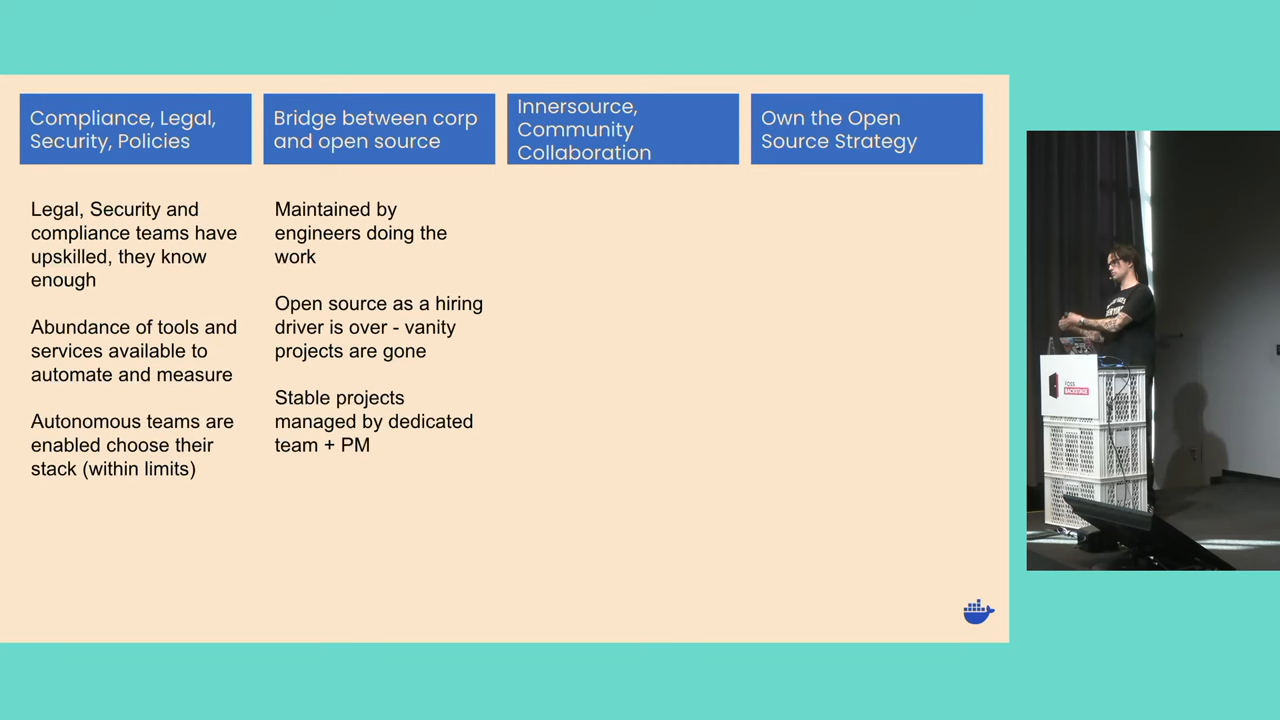 Compliance, Legal,
Security, Policies
Bridge between corp
and open source
Innersource,
Community
Collaboration
Own the Open
Source Strategy
Legal, Security and
compliance teams have
upskilled, they know
enough
Abundance of tools and
services available to
automate and measure
Autonomous teams are
enabled choose their
stack (within limits)
Maintained by
engineers doing the
work
Open source as a hiring
driver is over - vanity
projects are gone
Stable projects
managed by dedicated
team + PM
FOSS
BACKSTAGE